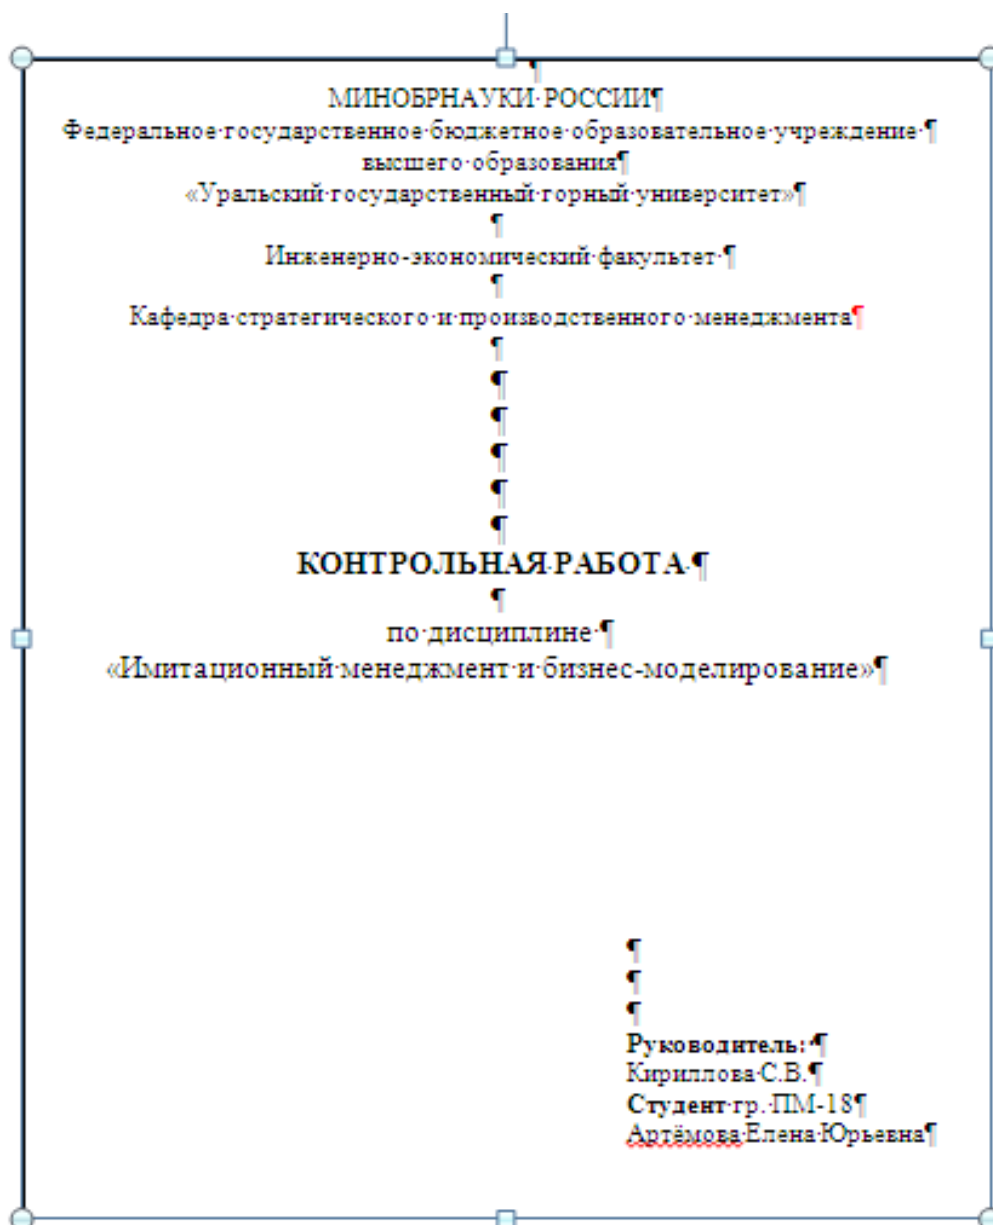 МИНОБРНАУКИ РОССИИ
Федеральное государственное бюджетное образовательное учреждение
высшего образования
«Уральский государственный горный университет»
Инженерно-экономический факультет
Кафедра стратегического и производственного менеджмента
КОНТРОЛЬНАЯ РАБОТА
по дисциплине
«Имитационный менеджмент и бизнес-моделирование»
Руководитель:
Кириллова С.В.
Студент гр. ПМ-18
Артёмова Елена Юрьевна